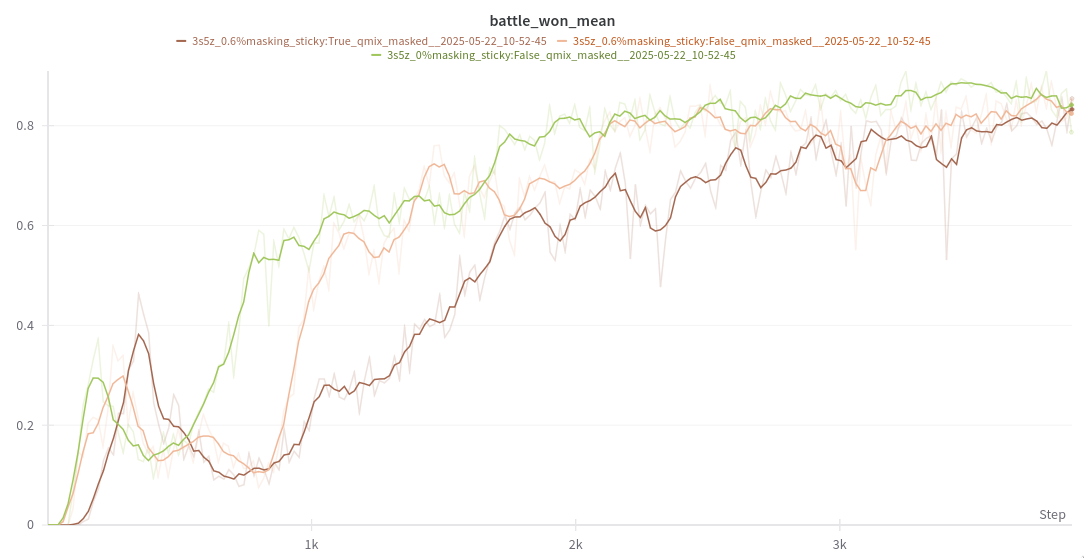 battle_won_mean
3s5z_0.6%masking_sticky:True_qmix_masked__2025-05-22_10-52-45 3s5z_0.6%masking_sticky:False_qmix_masked__2025-05-22_10-52-45
3s5z_0%masking_sticky:False_qmix_masked__2025-05-22_10-52-45
0.8
0.6
0.4
0.2
0
Step
1k 2k 3k